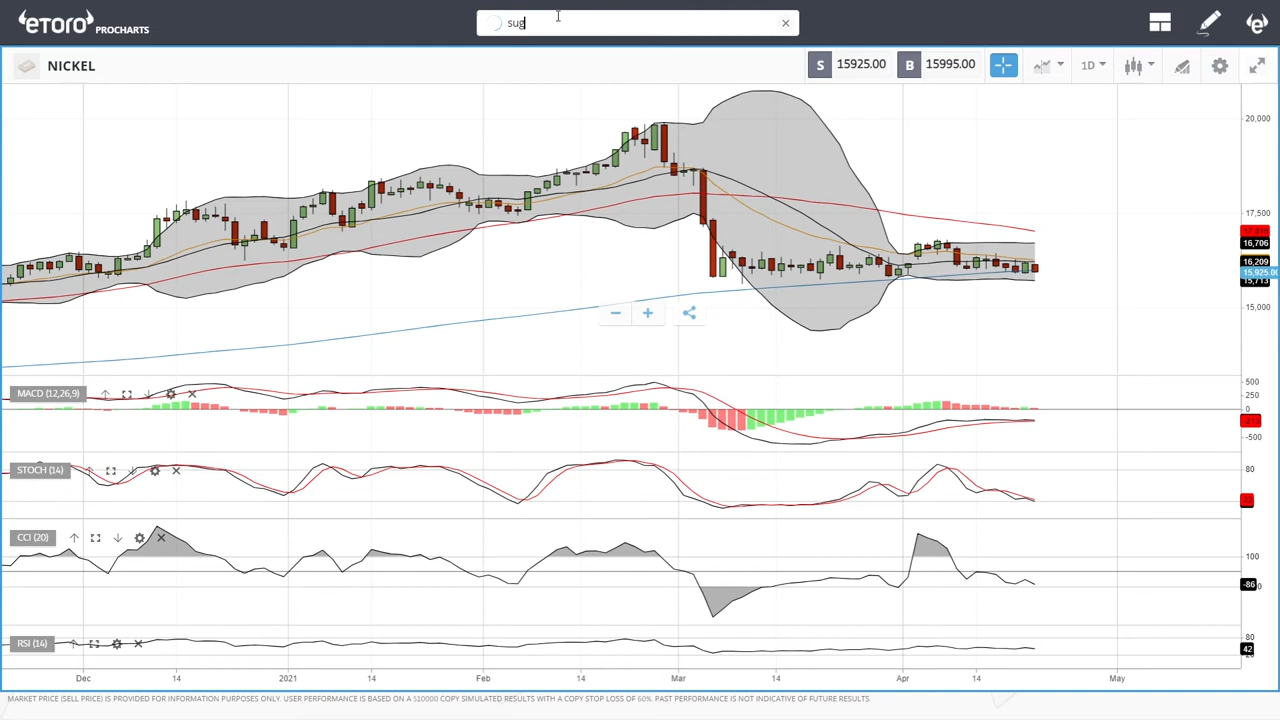 eToro PROCHARTS
sug
NICKEL
S 15925.00 B 15995.00 1D
20,000
17,500
16,706
16,209
15,925.00
15,713
15,000
MACD (12,26,9)
500
250
0
-500
STOCH (14)
80
22
CCI (20)
100
-86
RSI (14)
80
42
Dec 14 2021 14 Feb 14 Mar 14 Apr 14 May
MARKET PRICE (SELL PRICE) IS PROVIDED FOR INFORMATION PURPOSES ONLY. USER PERFORMANCE IS BASED ON A $10000 COPY SIMULATED RESULTS WITH A COPY STOP LOSS OF 60%. PAST PERFORMANCE IS NOT INDICATIVE OF FUTURE RESULTS.